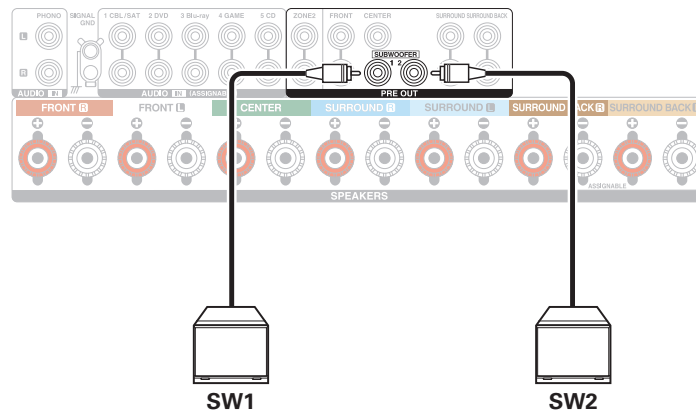 PHONO SIGNAL GND 1 CBL/SAT 2 DVD 3 Blu-ray 4 GAME 5 CD ZONE2 FRONT CENTER SURROUND SURROUND BACK
L
SUBWOOFER
1 2
R
AUDIO IN AUDIO IN PRE OUT
FRONT R FRONT L CENTER SURROUND R SURROUND L SURROUND BACK R SURROUND BACK
+ − + − + − + − + − + − + −
ASSIGNABLE
SPEAKERS
SW1 SW2